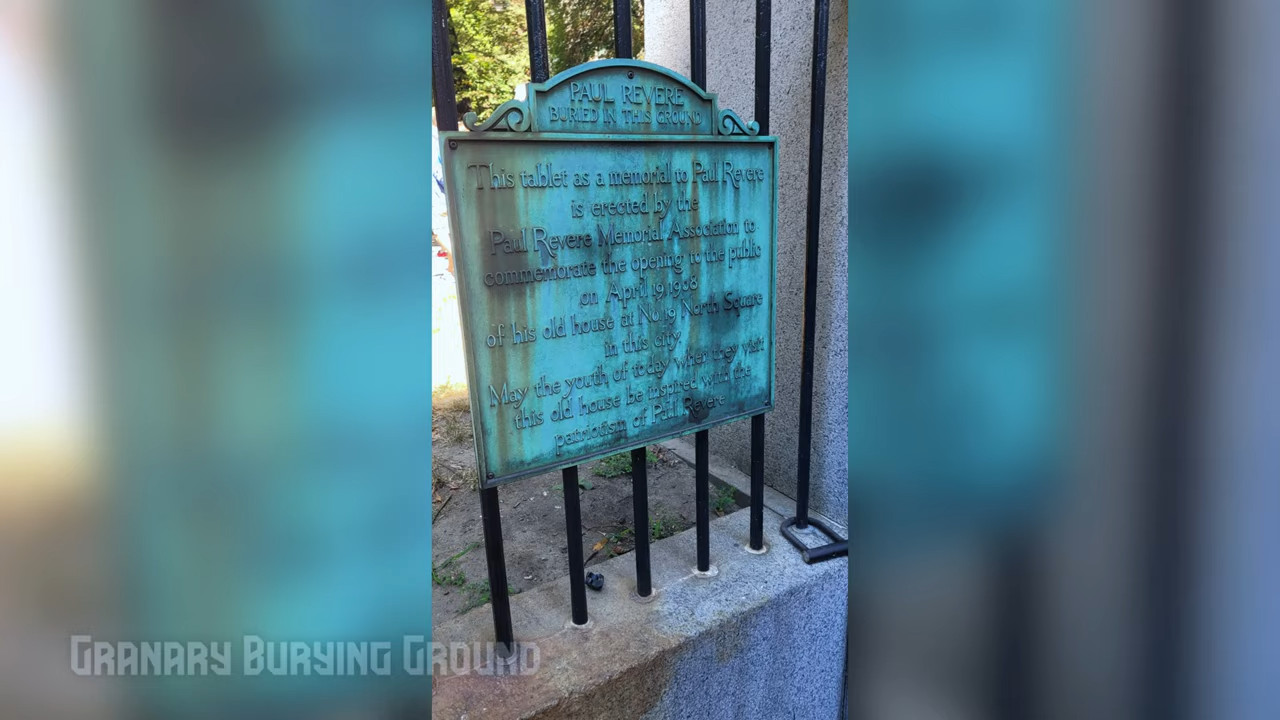 PAUL REVERE
BURIED IN THIS GROUND
This tablet as a memorial to Paul Revere
is erected by the
Paul Revere Memorial Association to
commemorate the opening to the public
on April 19, 1908
of his old house at No. 19 North Square
in this city
May the youth of today when they visit
this old house be inspired with the
patriotism of Paul Revere
GRANARY BURYING GROUND